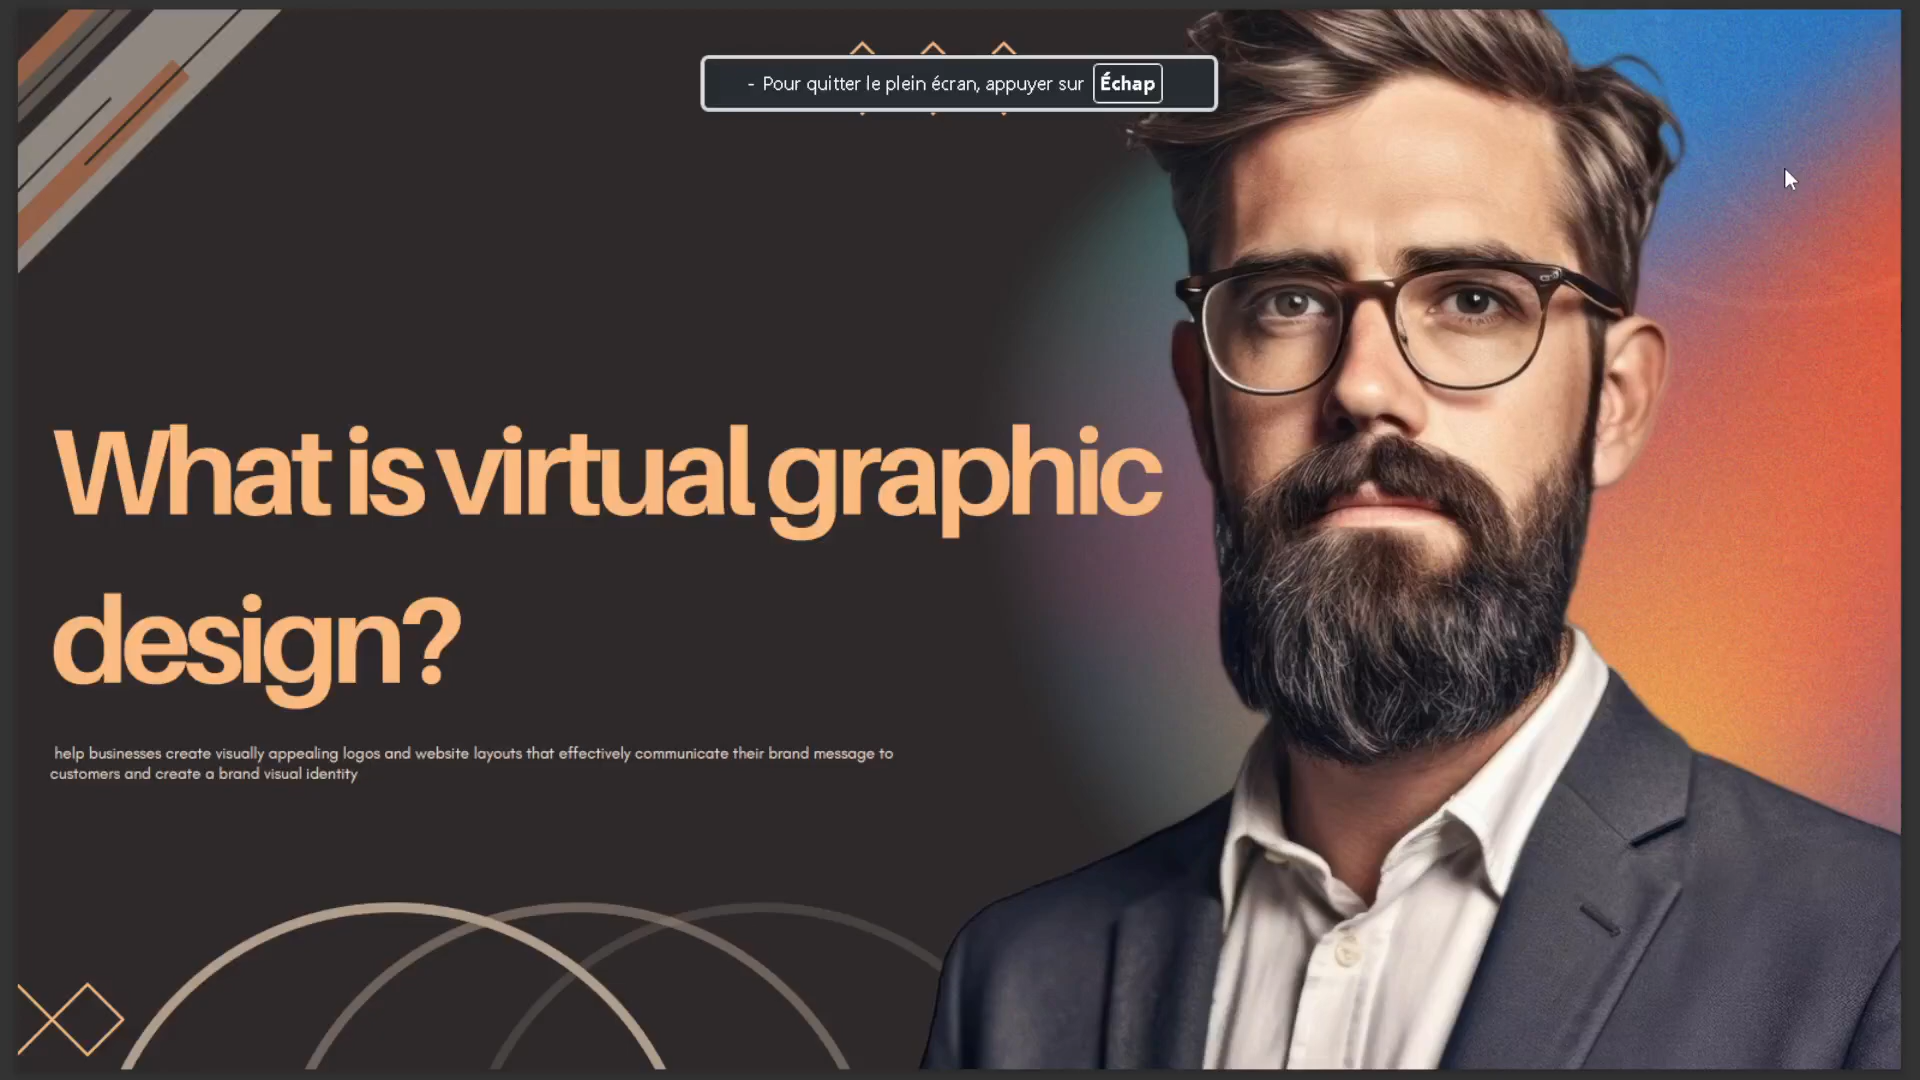 - Pour quitter le plein écran, appuyer sur Échap
What is virtual graphic
design?
help businesses create visually appealing logos and website layouts that effectively communicate their brand message to
customers and create a brand visual identity